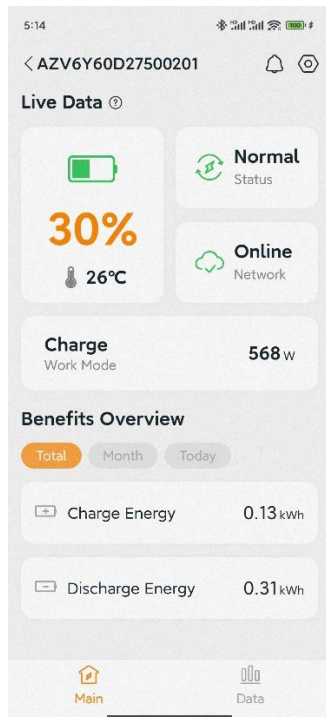 5:14
100
AZV6Y60D27500201
Live Data
30%
26℃
Normal
Status
Online
Network
Charge
Work Mode
568 W
Benefits Overview
Total
Month
Today
Charge Energy
0.13 kWh
Discharge Energy
0.31 kWh
Main
Data